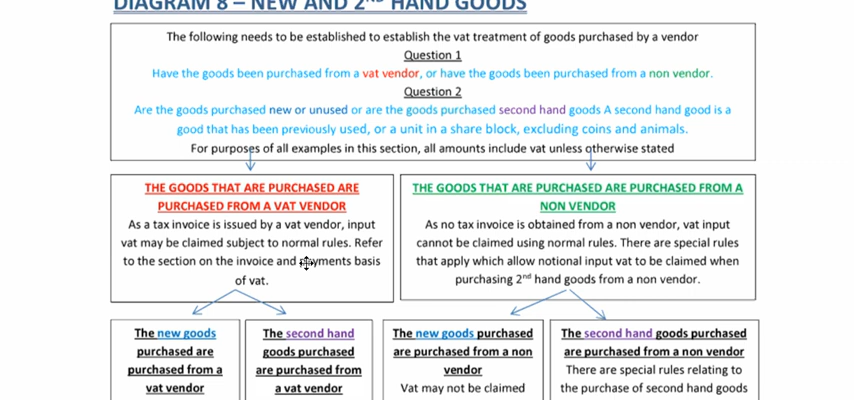 DIAGRAM 8 – NEW AND 2ND HAND GOODS
The following needs to be established to establish the vat treatment of goods purchased by a vendor
Question 1
Have the goods been purchased from a vat vendor, or have the goods been purchased from a non vendor.
Question 2
Are the goods purchased new or unused or are the goods purchased second hand goods A second hand good is a
good that has been previously used, or a unit in a share block, excluding coins and animals.
For purposes of all examples in this section, all amounts include vat unless otherwise stated
THE GOODS THAT ARE PURCHASED ARE
PURCHASED FROM A VAT VENDOR
As a tax invoice is issued by a vat vendor, input
vat may be claimed subject to normal rules. Refer
to the section on the invoice and payments basis
of vat.
THE GOODS THAT ARE PURCHASED ARE PURCHASED FROM A
NON VENDOR
As no tax invoice is obtained from a non vendor, vat input
cannot be claimed using normal rules. There are special rules
that apply which allow notional input vat to be claimed when
purchasing 2nd hand goods from a non vendor.
The new goods
purchased are
purchased from a
vat vendor
The second hand
goods purchased
are purchased from
a vat vendor
The new goods purchased
are purchased from a non
vendor
Vat may not be claimed
The second hand goods purchased
are purchased from a non vendor
There are special rules relating to
the purchase of second hand goods